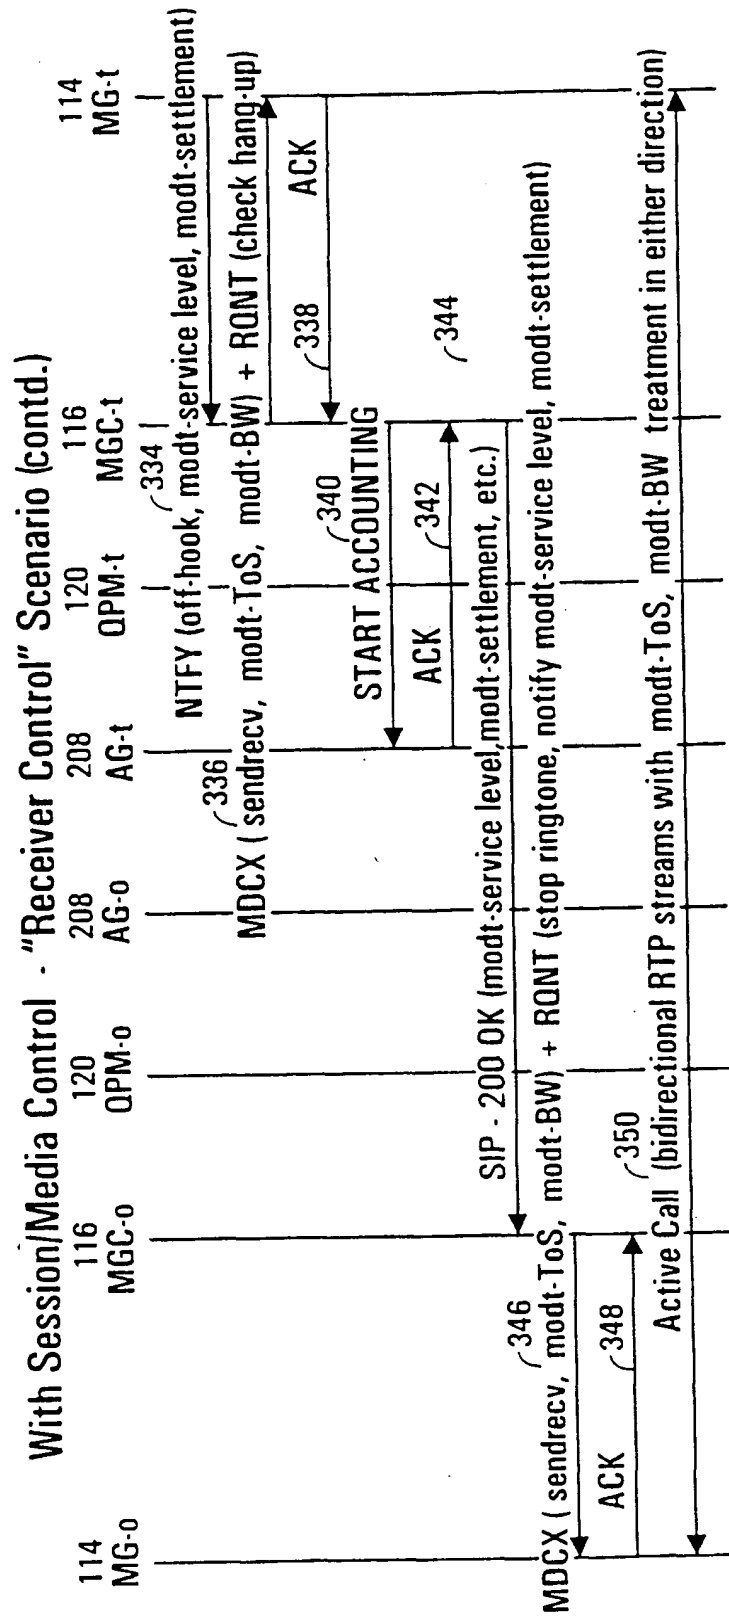 With Session/Media Control - "Receiver Control" Scenario (contd.)
114 116 120 208 208 120 116 114
MG-o MGC-o QPM-o AG-o AG-t QPM-t MGC-t MG-t
334
NTFY (off-hook, modt-service level, modt-settlement)
336
MDCX ( sendrecv, modt-ToS, modt-BW) + RQNT (check hang-up)
338
ACK
340
START ACCOUNTING
342
ACK
344
SIP - 200 OK (modt-service level,modt-settlement, etc.)
346
MDCX ( sendrecv, modt-ToS, modt-BW) + RQNT (stop ringtone, notify modt-service level, modt-settlement)
348
ACK
350
Active Call (bidirectional RTP streams with modt-ToS, modt-BW treatment in either direction)